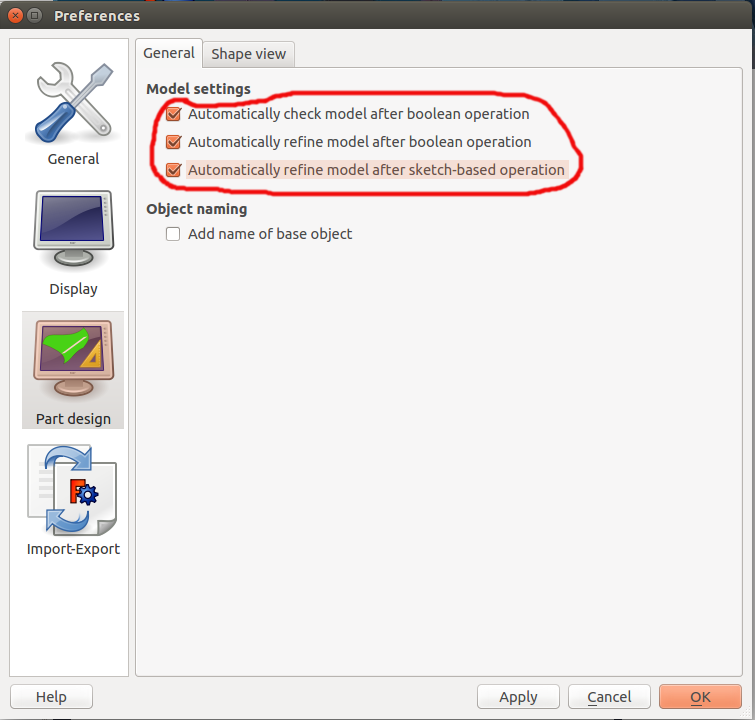 Preferences
General
Display
Part design
Import-Export
General
Shape view
Model settings
Automatically check model after boolean operation
Automatically refine model after boolean operation
Automatically refine model after sketch-based operation
Object naming
Add name of base object
Help
Apply
Cancel
OK